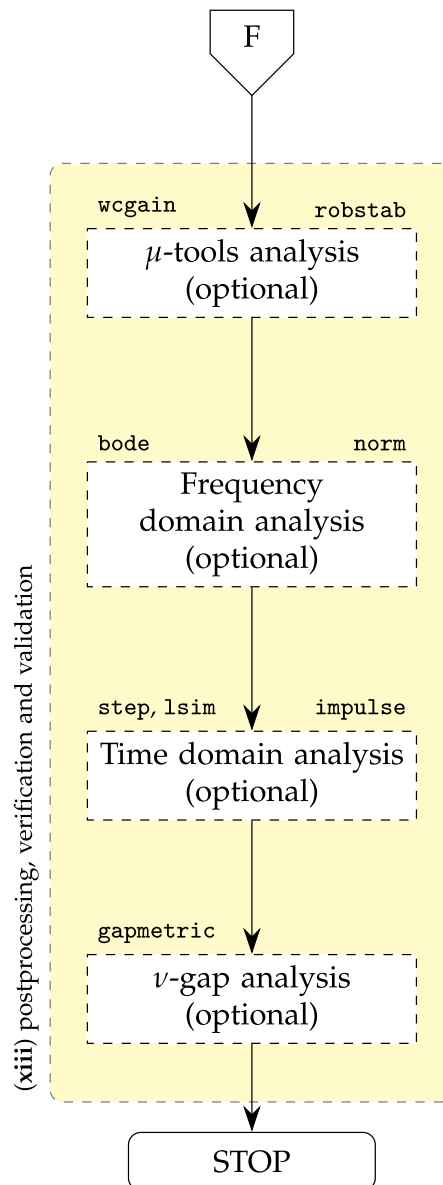 F
wcgain robstab
μ-tools analysis
(optional)
bode norm
Frequency
domain analysis
(optional)
step, lsim impulse
Time domain analysis
(optional)
gapmetric
ν-gap analysis
(optional)
(xiii) postprocessing, verification and validation
STOP